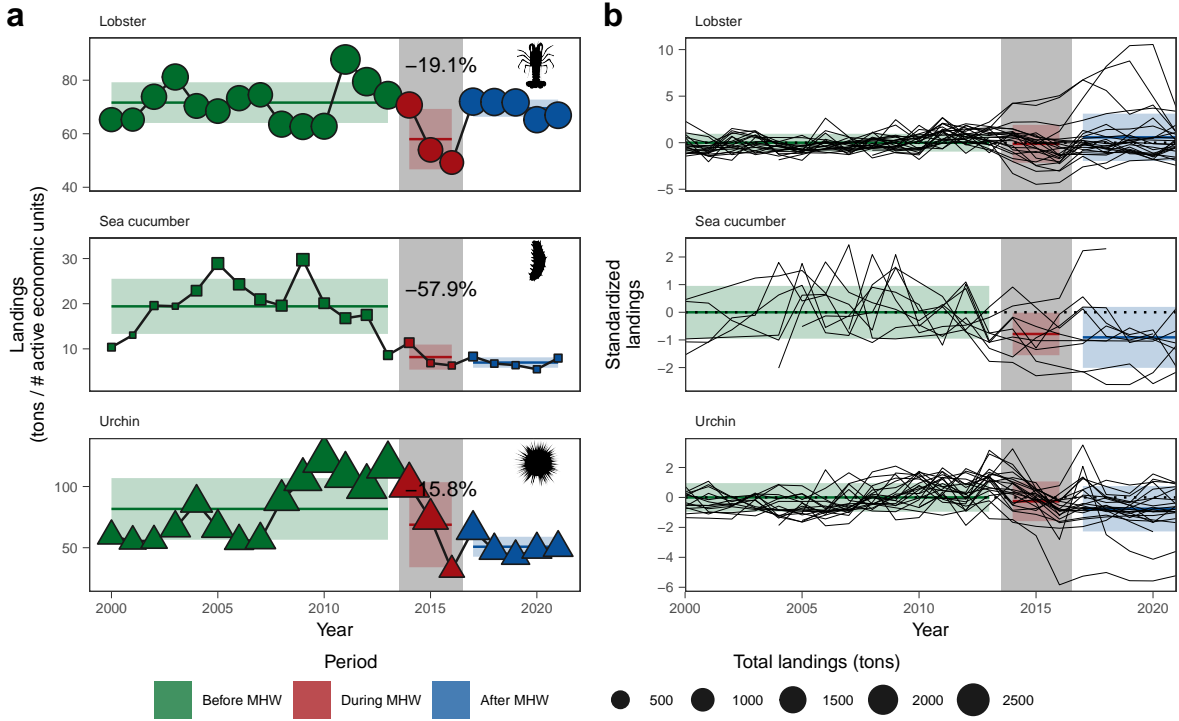 a
b
Lobster
80
60
40
−19.1%
Sea cucumber
30
20
10
−57.9%
Urchin
100
50
−15.8%
2000
2005
2010
2015
2020
Year
Landings
(tons / # active economic units)
Lobster
10
5
0
−5
Sea cucumber
2
1
0
−1
−2
Urchin
2
0
−2
−4
−6
2000
2005
2010
2015
2020
Year
Standardized
landings
Period
Before MHW
During MHW
After MHW
Total landings (tons)
500
1000
1500
2000
2500